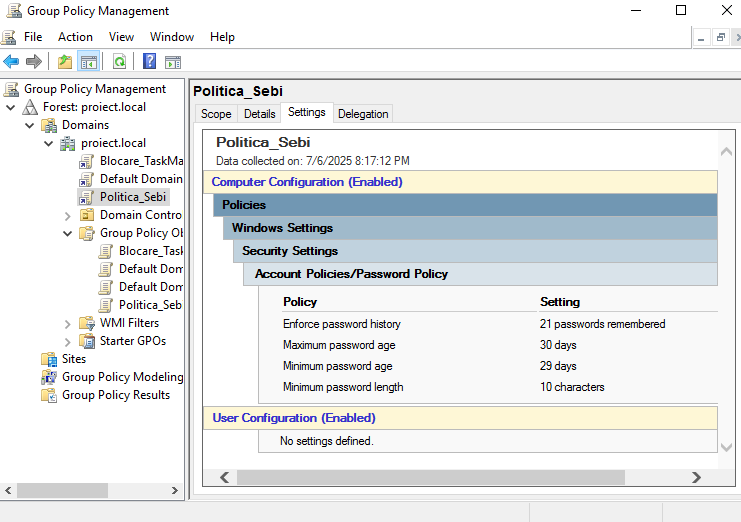 Group Policy Management
File Action View Window Help
Group Policy Management
Forest: proiect.local
Domains
proiect.local
Blocare_TaskMa
Default Domain
Politica_Sebi
Domain Contro
Group Policy Ob
Blocare_Task
Default Dom
Default Dom
Politica_Seb
WMI Filters
Starter GPOs
Sites
Group Policy Modeling
Group Policy Results
Politica_Sebi
Scope Details Settings Delegation
Politica_Sebi
Data collected on: 7/6/2025 8:17:12 PM
Computer Configuration (Enabled)
Policies
Windows Settings
Security Settings
Account Policies/Password Policy
Policy Setting
Enforce password history 21 passwords remembered
Maximum password age 30 days
Minimum password age 29 days
Minimum password length 10 characters
User Configuration (Enabled)
No settings defined.